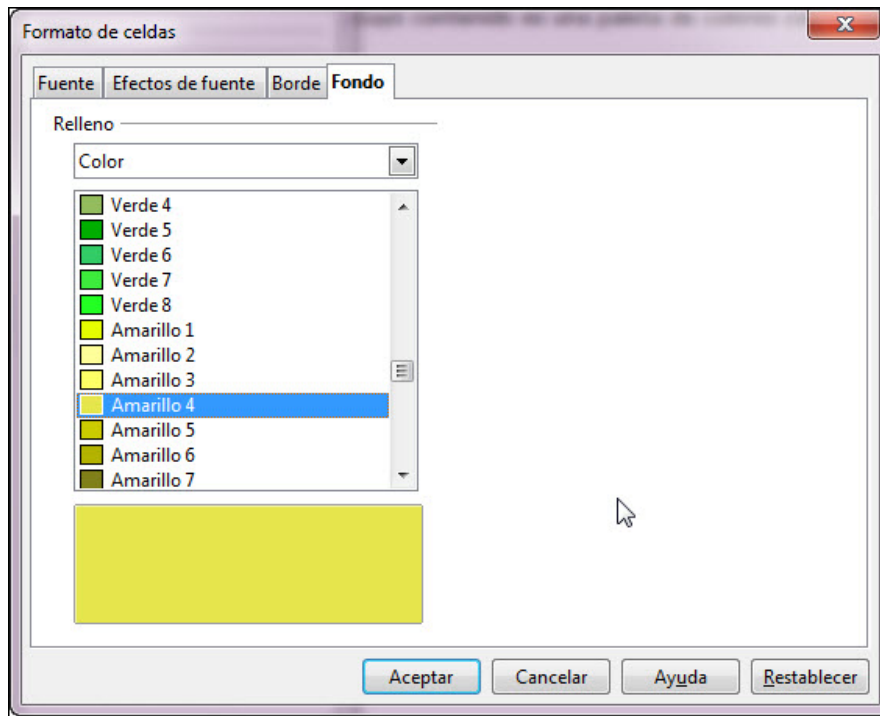 Formato de celdas
Fuente Efectos de fuente Borde Fondo
Relleno
Color
Verde 4
Verde 5
Verde 6
Verde 7
Verde 8
Amarillo 1
Amarillo 2
Amarillo 3
Amarillo 4
Amarillo 5
Amarillo 6
Amarillo 7
Aceptar Cancelar Ayuda Restablecer